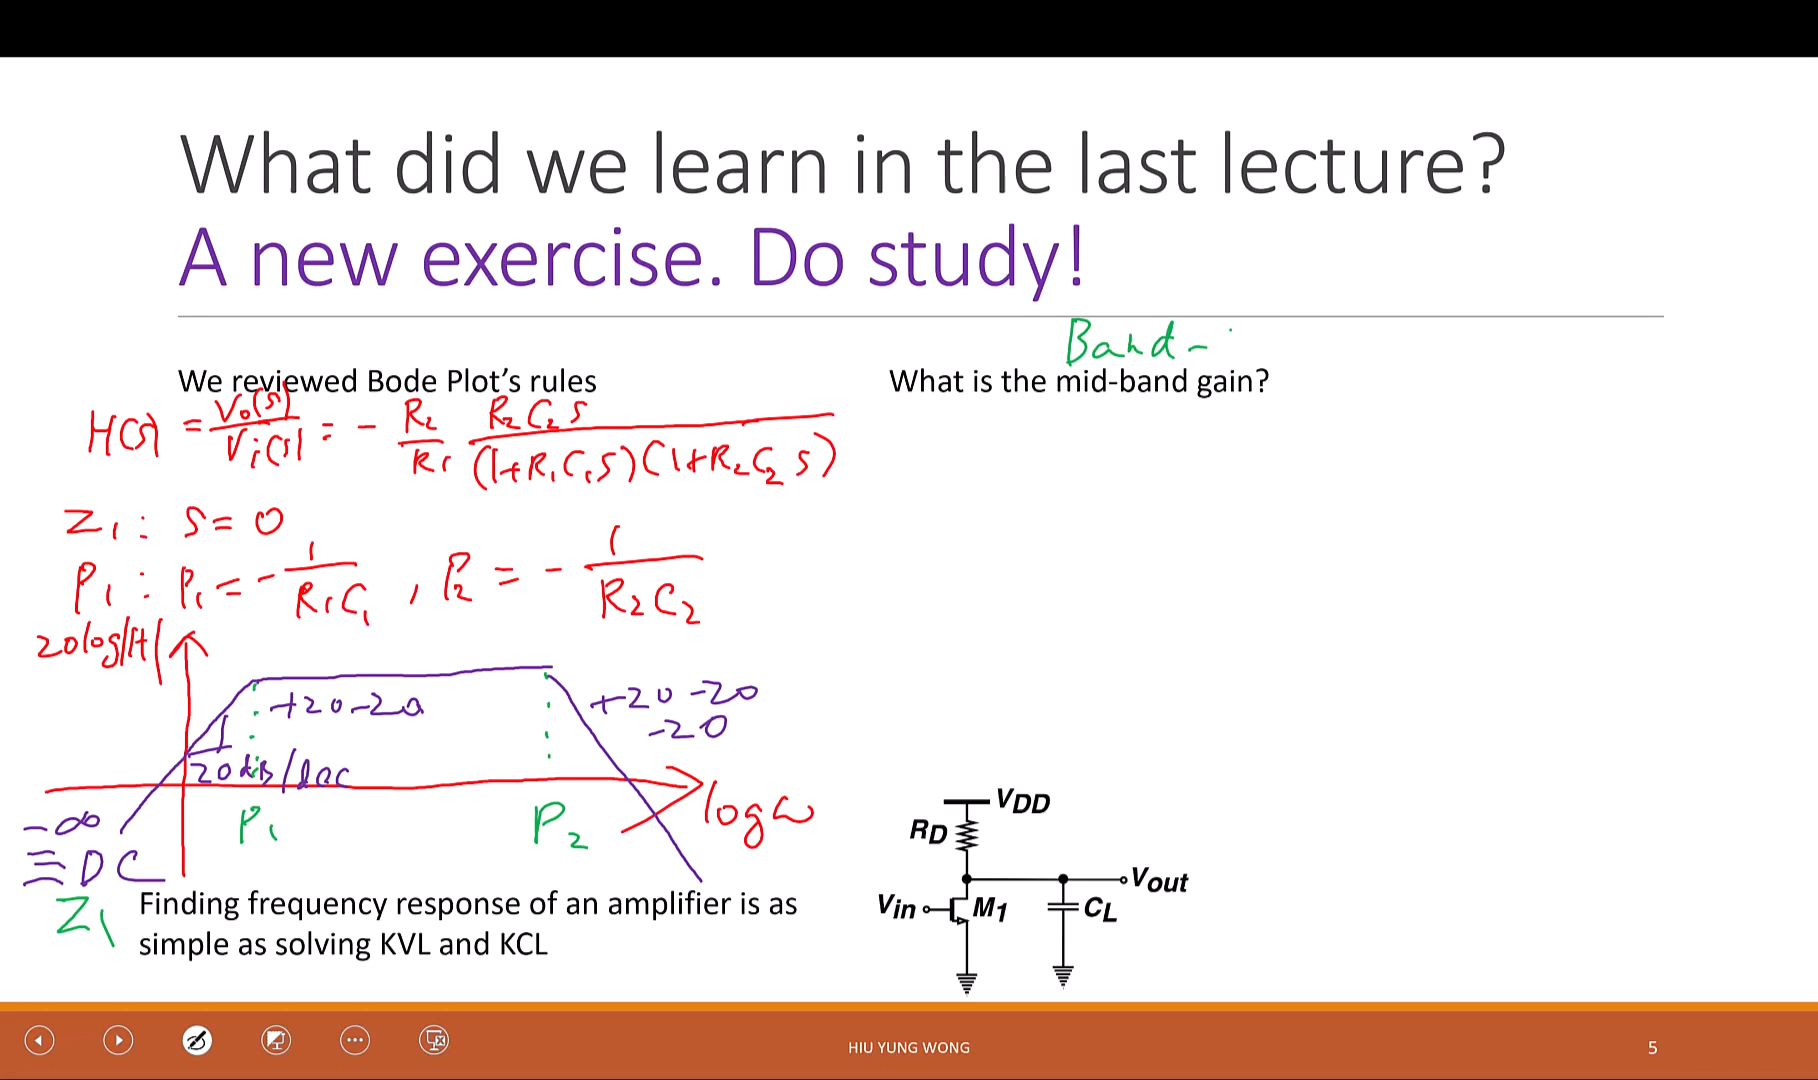 What did we learn in the last lecture?
A new exercise. Do study!
We reviewed Bode Plot's rules
H(s) = Vo(s)/Vi(s) = - R2/R1 R2C2S/(1+R1C1S)(1+R2C2S)
Z1: S=0
P1: P1 = -1/R1C1, P2 = -1/R2C2
20log|H|
+20-20
+20-20
-20
20dB/dec
logω
P1
P2
-∞
≡DC
Z1
Finding frequency response of an amplifier is as
simple as solving KVL and KCL
Band-
What is the mid-band gain?
VDD
RD
Vout
Vin
M1
CL
HIU YUNG WONG
5